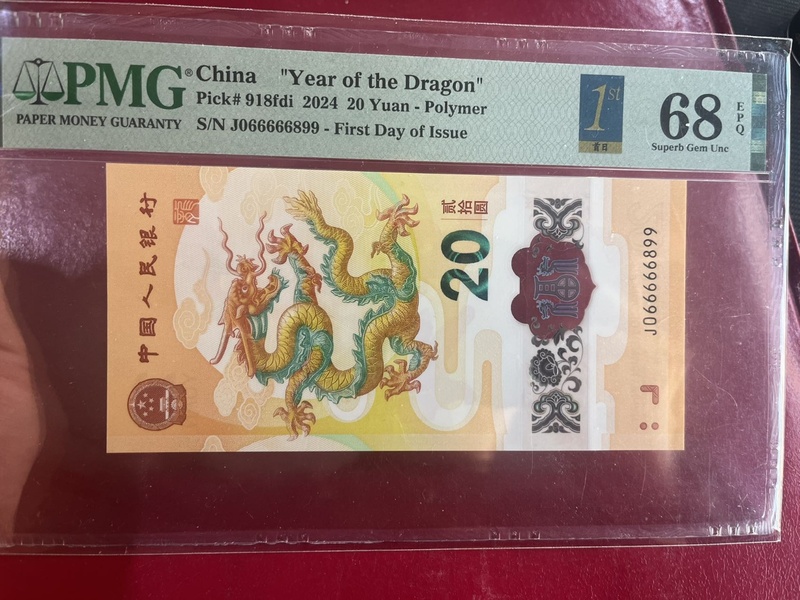 PMG® China "Year of the Dragon"
Pick# 918fdi 2024 20 Yuan - Polymer
PAPER MONEY GUARANTY S/N J066666899 - First Day of Issue
1st
首日
68
EPQ
Superb Gem Unc
中国人民银行
贰拾圆
20
J066666899